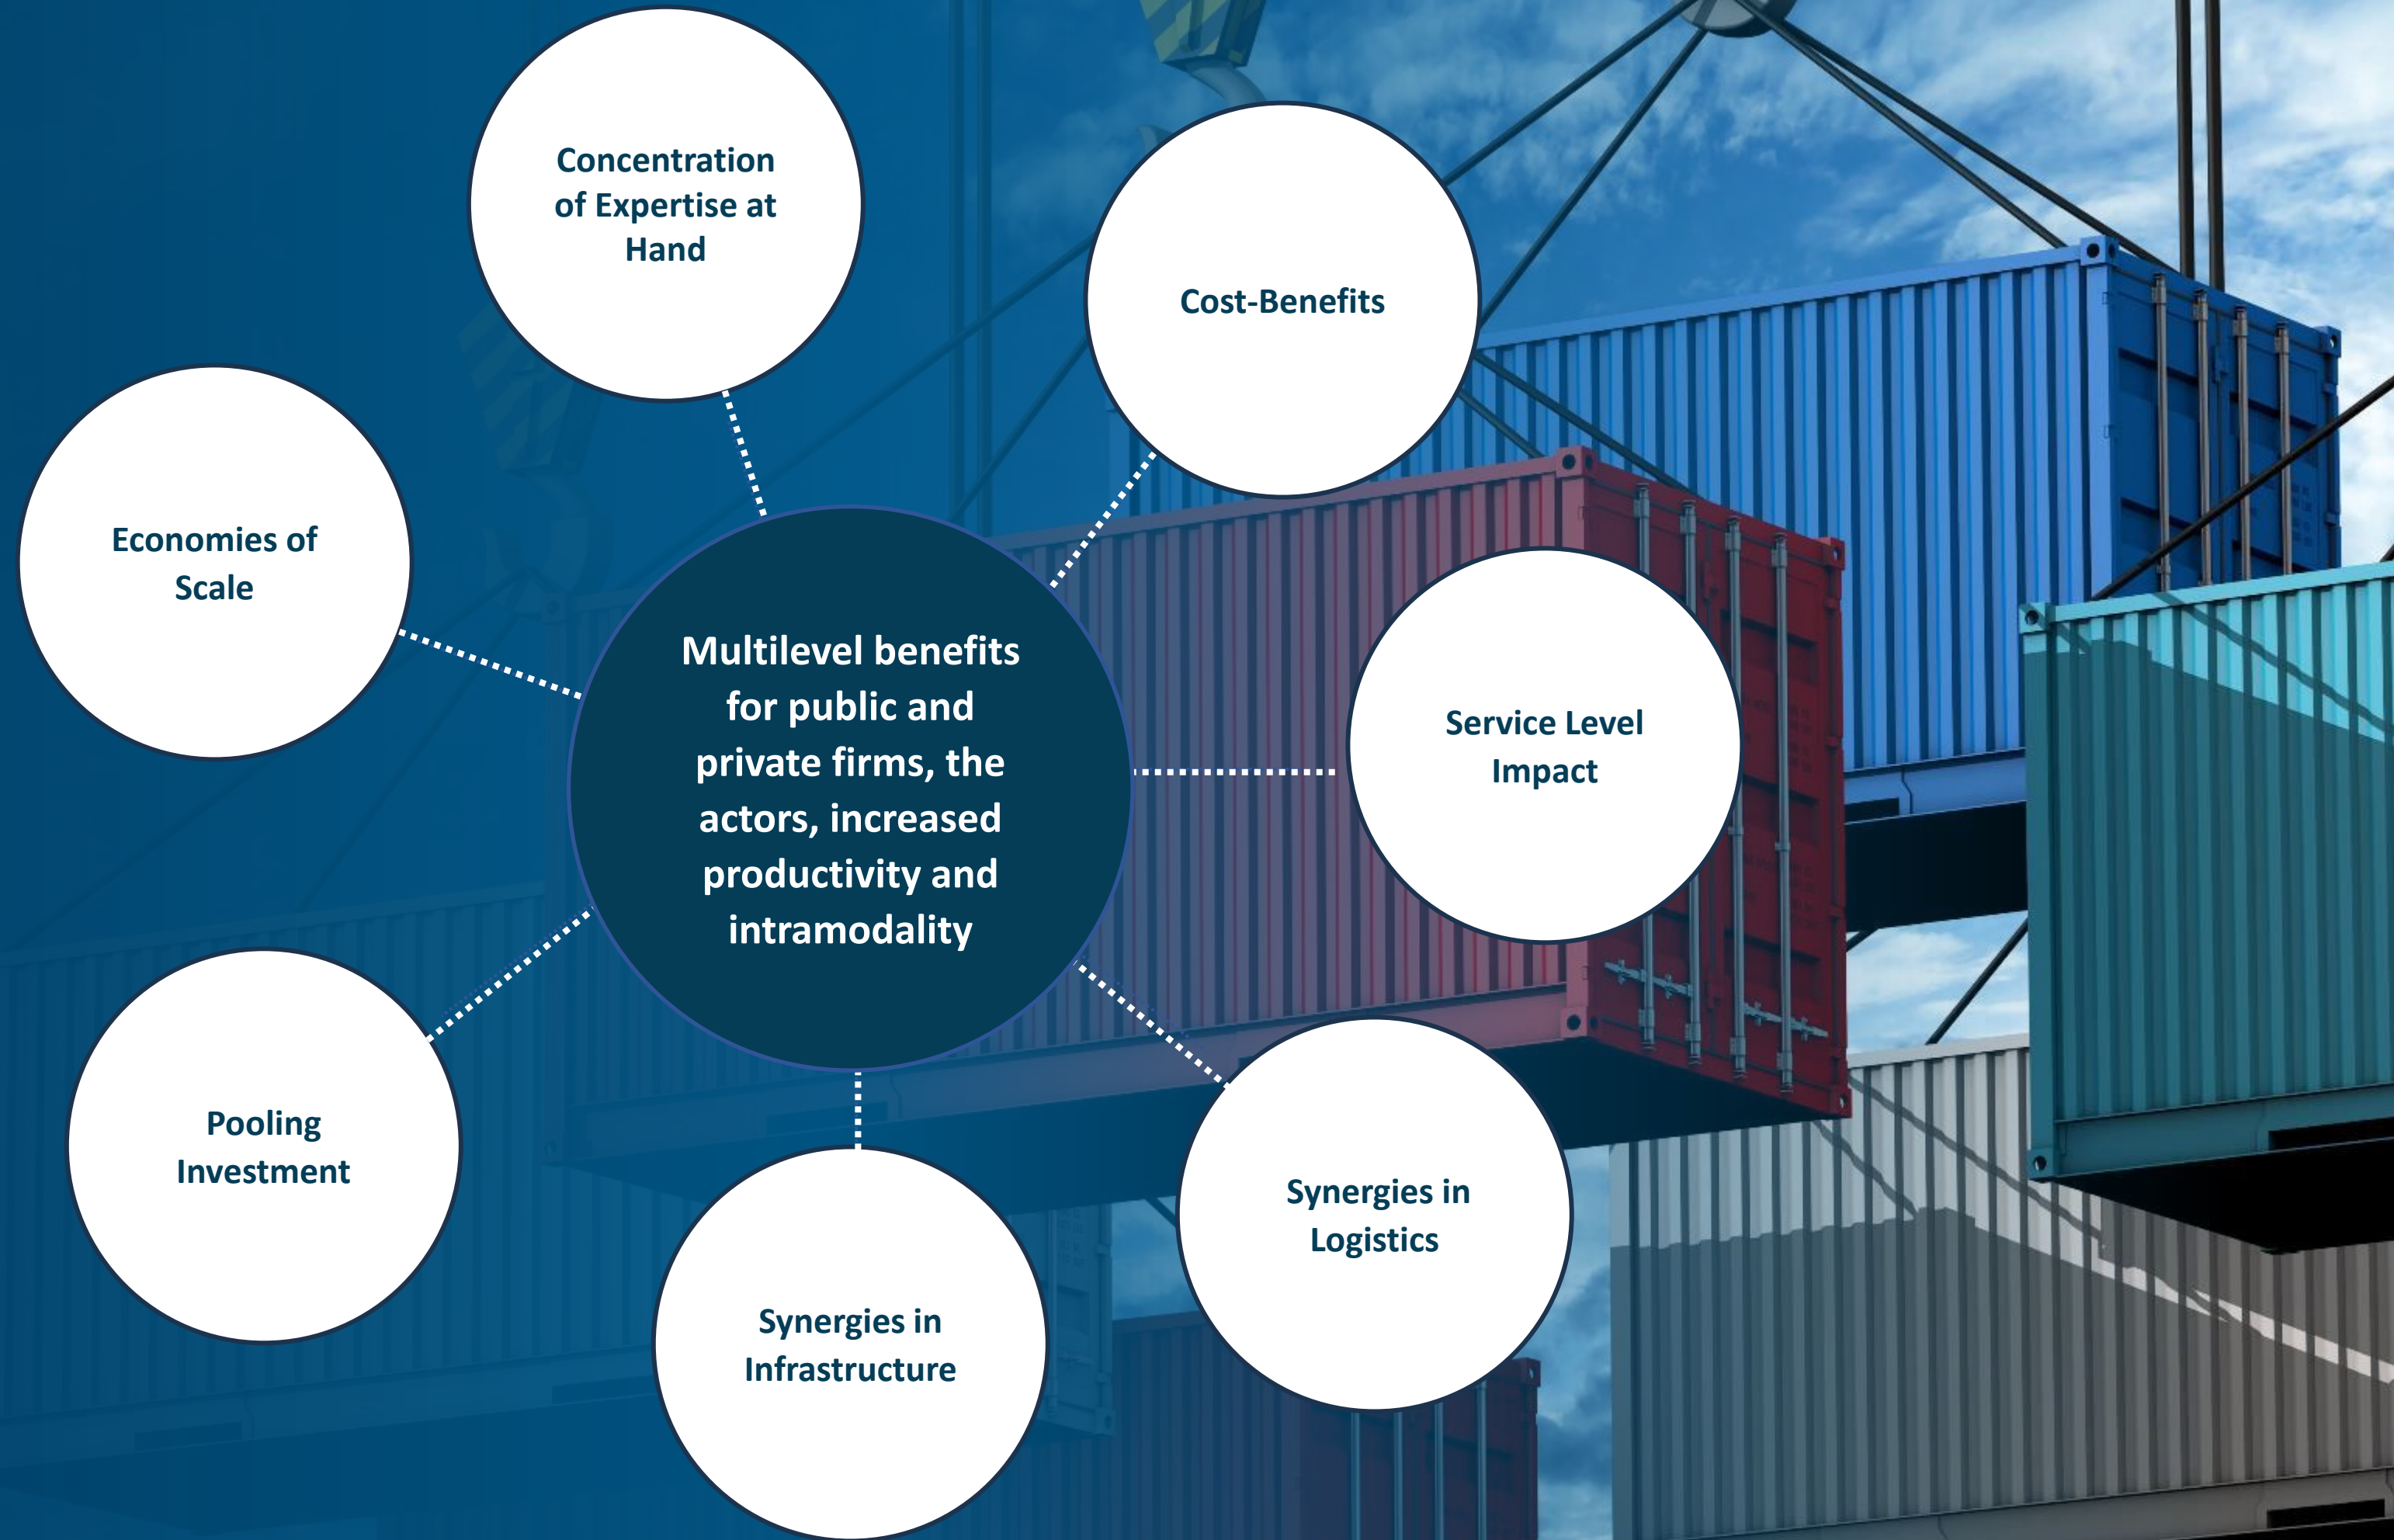 Concentration
of Expertise at
Hand
Cost-Benefits
Economies of
Scale
Multilevel benefits
for public and
private firms, the
actors, increased
productivity and
intramodality
Service Level
Impact
Pooling
Investment
Synergies in
Logistics
Synergies in
Infrastructure